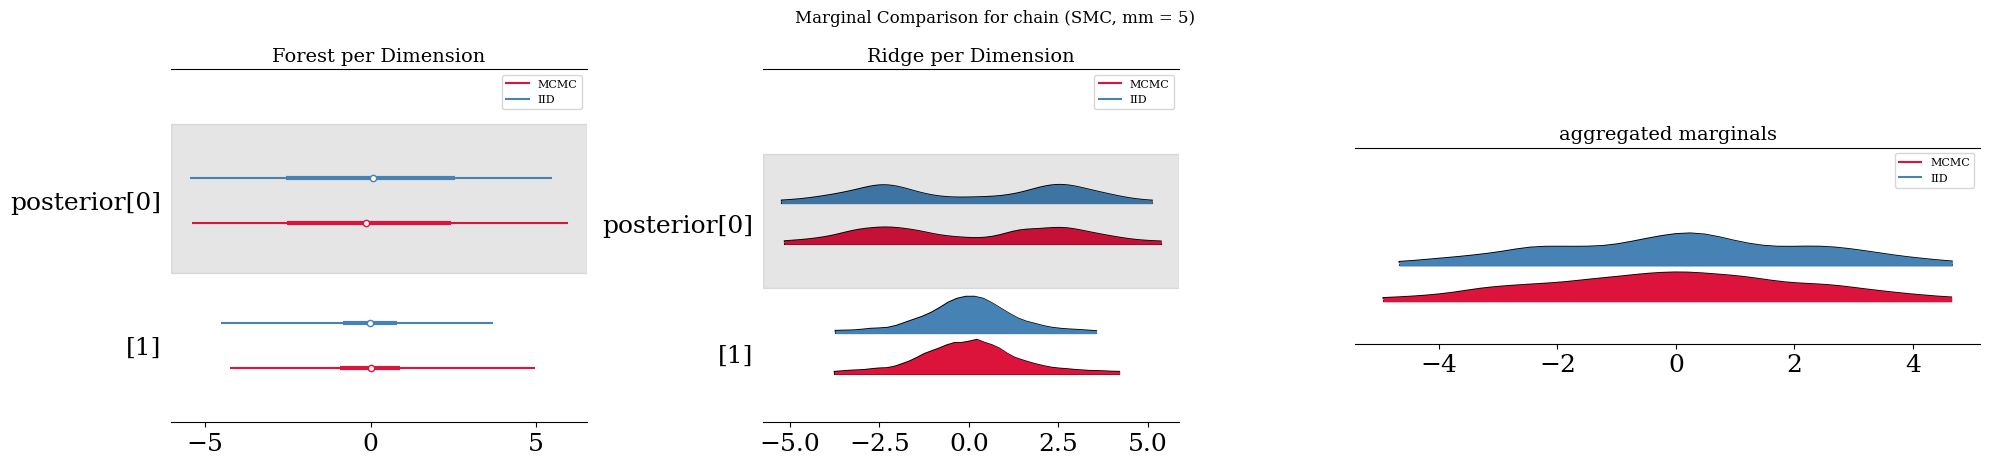 Marginal Comparison for chain (SMC, mm = 5)
Forest per Dimension
MCMC
IID
posterior[0]
[1]
−5
0
5
Ridge per Dimension
MCMC
IID
posterior[0]
[1]
−5.0
−2.5
0.0
2.5
5.0
aggregated marginals
MCMC
IID
−4
−2
0
2
4